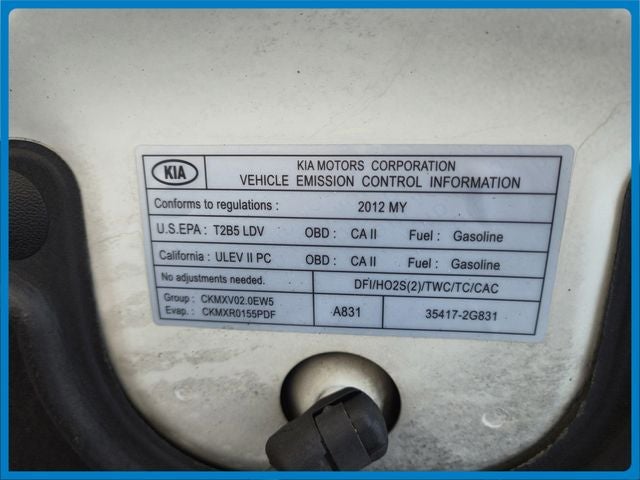 KIA KIA MOTORS CORPORATION
VEHICLE EMISSION CONTROL INFORMATION
Conforms to regulations : 2012 MY
U.S.EPA : T2B5 LDV OBD : CA II Fuel : Gasoline
California : ULEV II PC OBD : CA II Fuel : Gasoline
No adjustments needed. DFI/HO2S(2)/TWC/TC/CAC
Group : CKMXV02.0EW5
Evap. : CKMXR0155PDF A831 35417-2G831